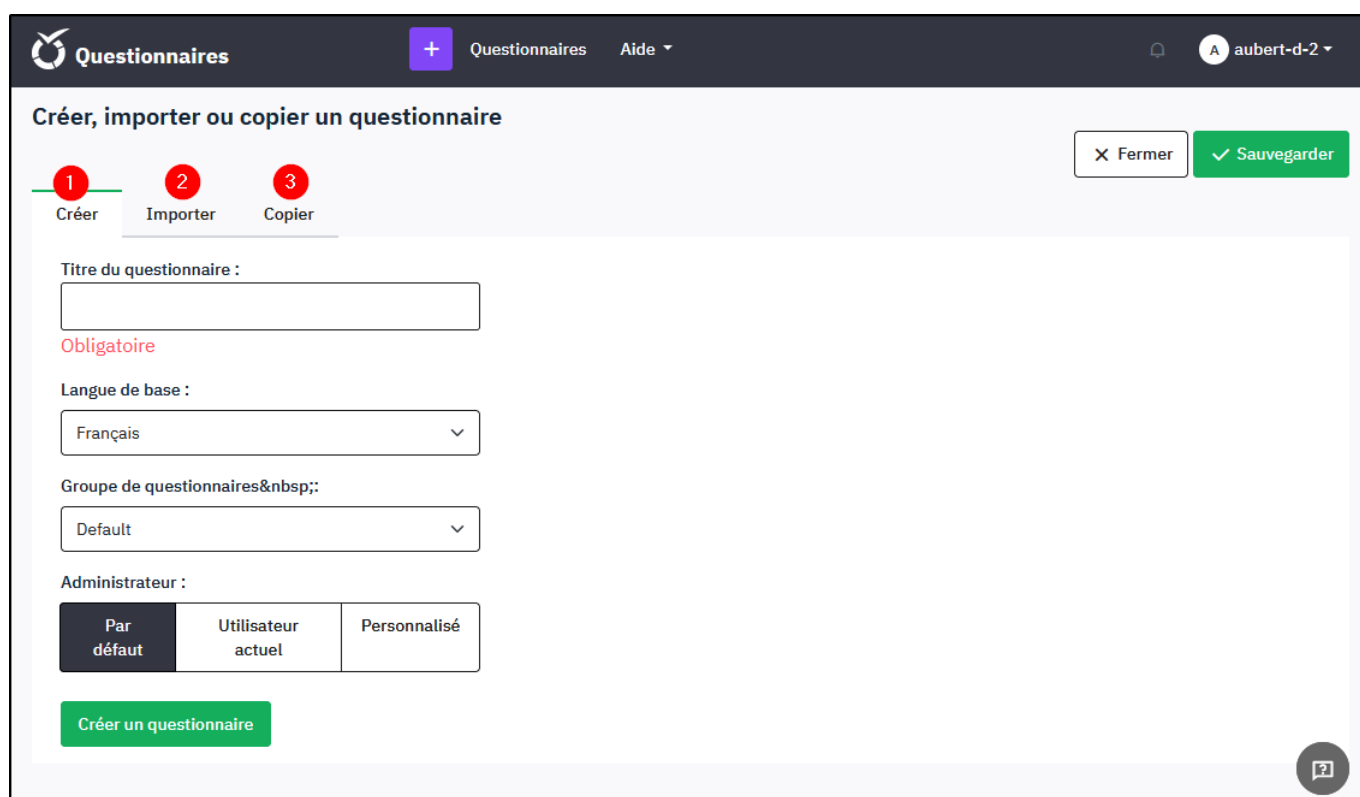 Questionnaires
+ Questionnaires Aide
A aubert-d-2
Créer, importer ou copier un questionnaire
Fermer Sauvegarder
1 2 3
Créer Importer Copier
Titre du questionnaire :
Obligatoire
Langue de base :
Français
Groupe de questionnaires&nbsp;:
Default
Administrateur :
Par
défaut
Utilisateur
actuel
Personnalisé
Créer un questionnaire
?